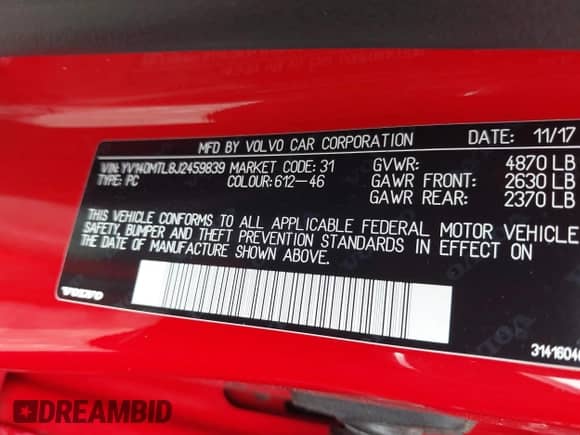 MFD BY VOLVO CAR CORPORATION DATE: 11/17
VIN: YV140MTL8J2459839 MARKET CODE: 31 GVWR: 4870 LB
TYPE: PC COLOUR: 612-46 GAWR FRONT: 2630 LB
GAWR REAR: 2370 LB
THIS VEHICLE CONFORMS TO ALL APPLICABLE FEDERAL MOTOR VEHICLE
SAFETY, BUMPER AND THEFT PREVENTION STANDARDS IN EFFECT ON
THE DATE OF MANUFACTURE SHOWN ABOVE.
VOLVO
DREAMBID